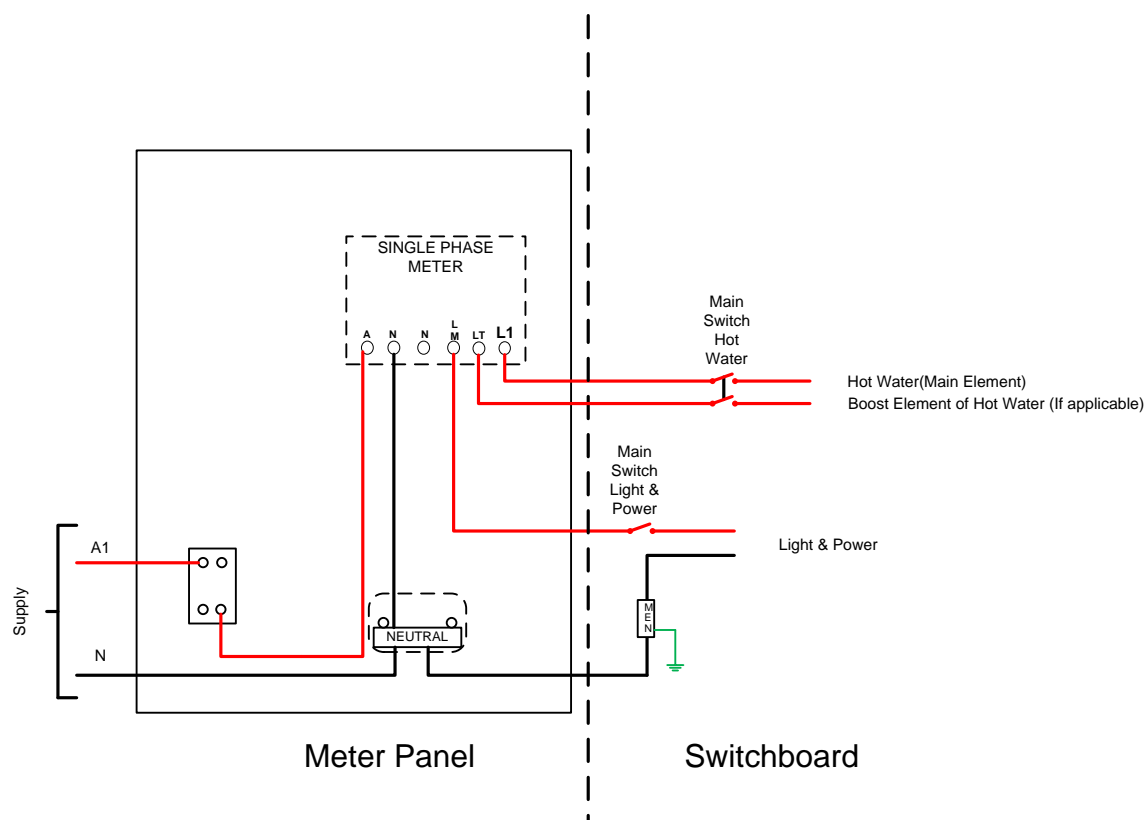 SINGLE PHASE
METER
A N N L
M LT L1
Main
Switch
Hot
Water
Hot Water(Main Element)
Boost Element of Hot Water (If applicable)
Main
Switch
Light &
Power
Light & Power
A1
Supply
N
NEUTRAL
MEN
Meter Panel
Switchboard